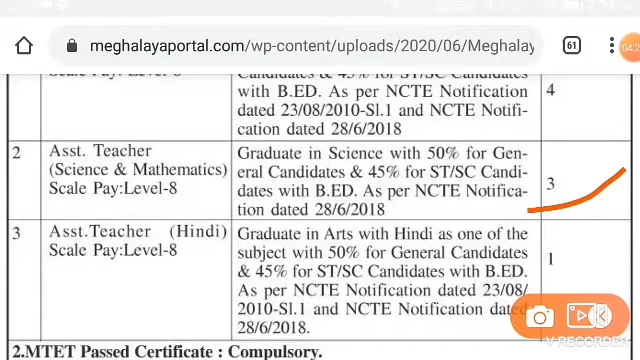 meghalayaportal.com/wp-content/uploads/2020/06/Meghalay
61
04:2
Scale Pay: Level-8
Candidates & 45% for ST/SC Candidates
with B.ED. As per NCTE Notification
dated 23/08/2010-Sl.1 and NCTE Notifi-
cation dated 28/6/2018
4
2
Asst. Teacher
(Science & Mathematics)
Scale Pay:Level-8
Graduate in Science with 50% for Gen-
eral Candidates & 45% for ST/SC Candi-
dates with B.ED. As per NCTE Notifica-
tion dated 28/6/2018
3
3
Asst.Teacher (Hindi)
Scale Pay:Level-8
Graduate in Arts with Hindi as one of the
subject with 50% for General Candidates
& 45% for ST/SC Candidates with B.ED.
As per NCTE Notification dated 23/08/
2010-Sl.1 and NCTE Notification dated
28/6/2018.
1
2.MTET Passed Certificate : Compulsory.
V RECORDER